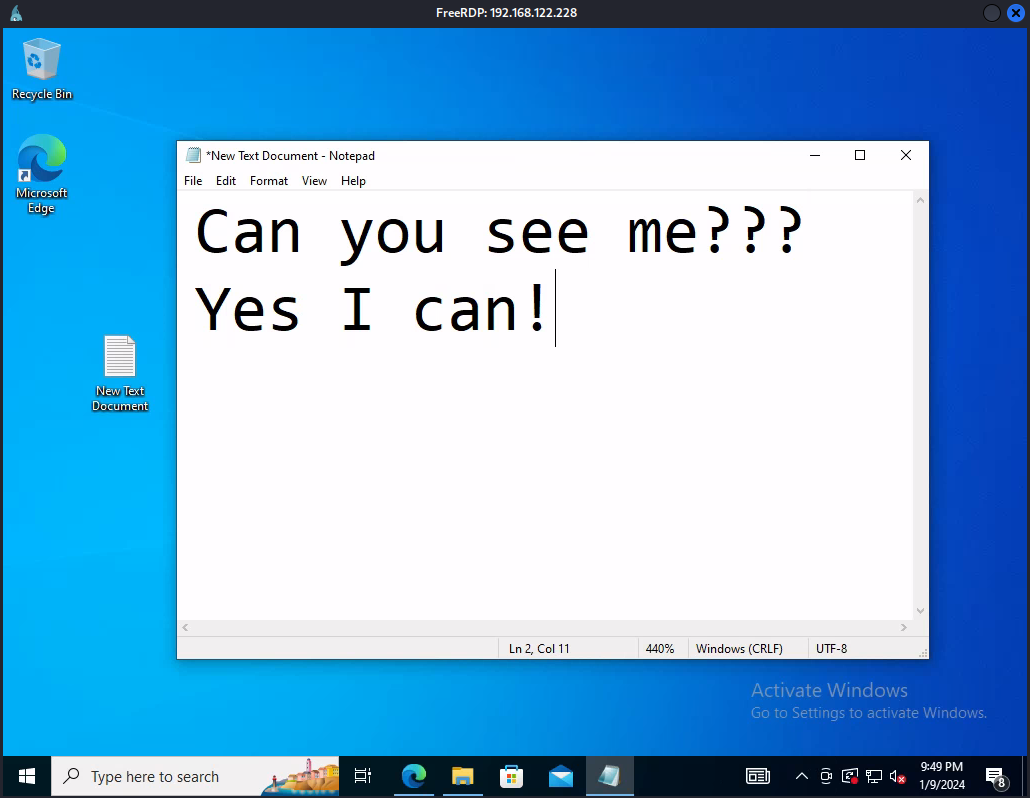 FreeRDP: 192.168.122.228
Recycle Bin
Microsoft
Edge
New Text
Document
*New Text Document - Notepad
File Edit Format View Help
Can you see me???
Yes I can!
Ln 2, Col 11 440% Windows (CRLF) UTF-8
Activate Windows
Go to Settings to activate Windows.
Type here to search
9:49 PM
1/9/2024
8